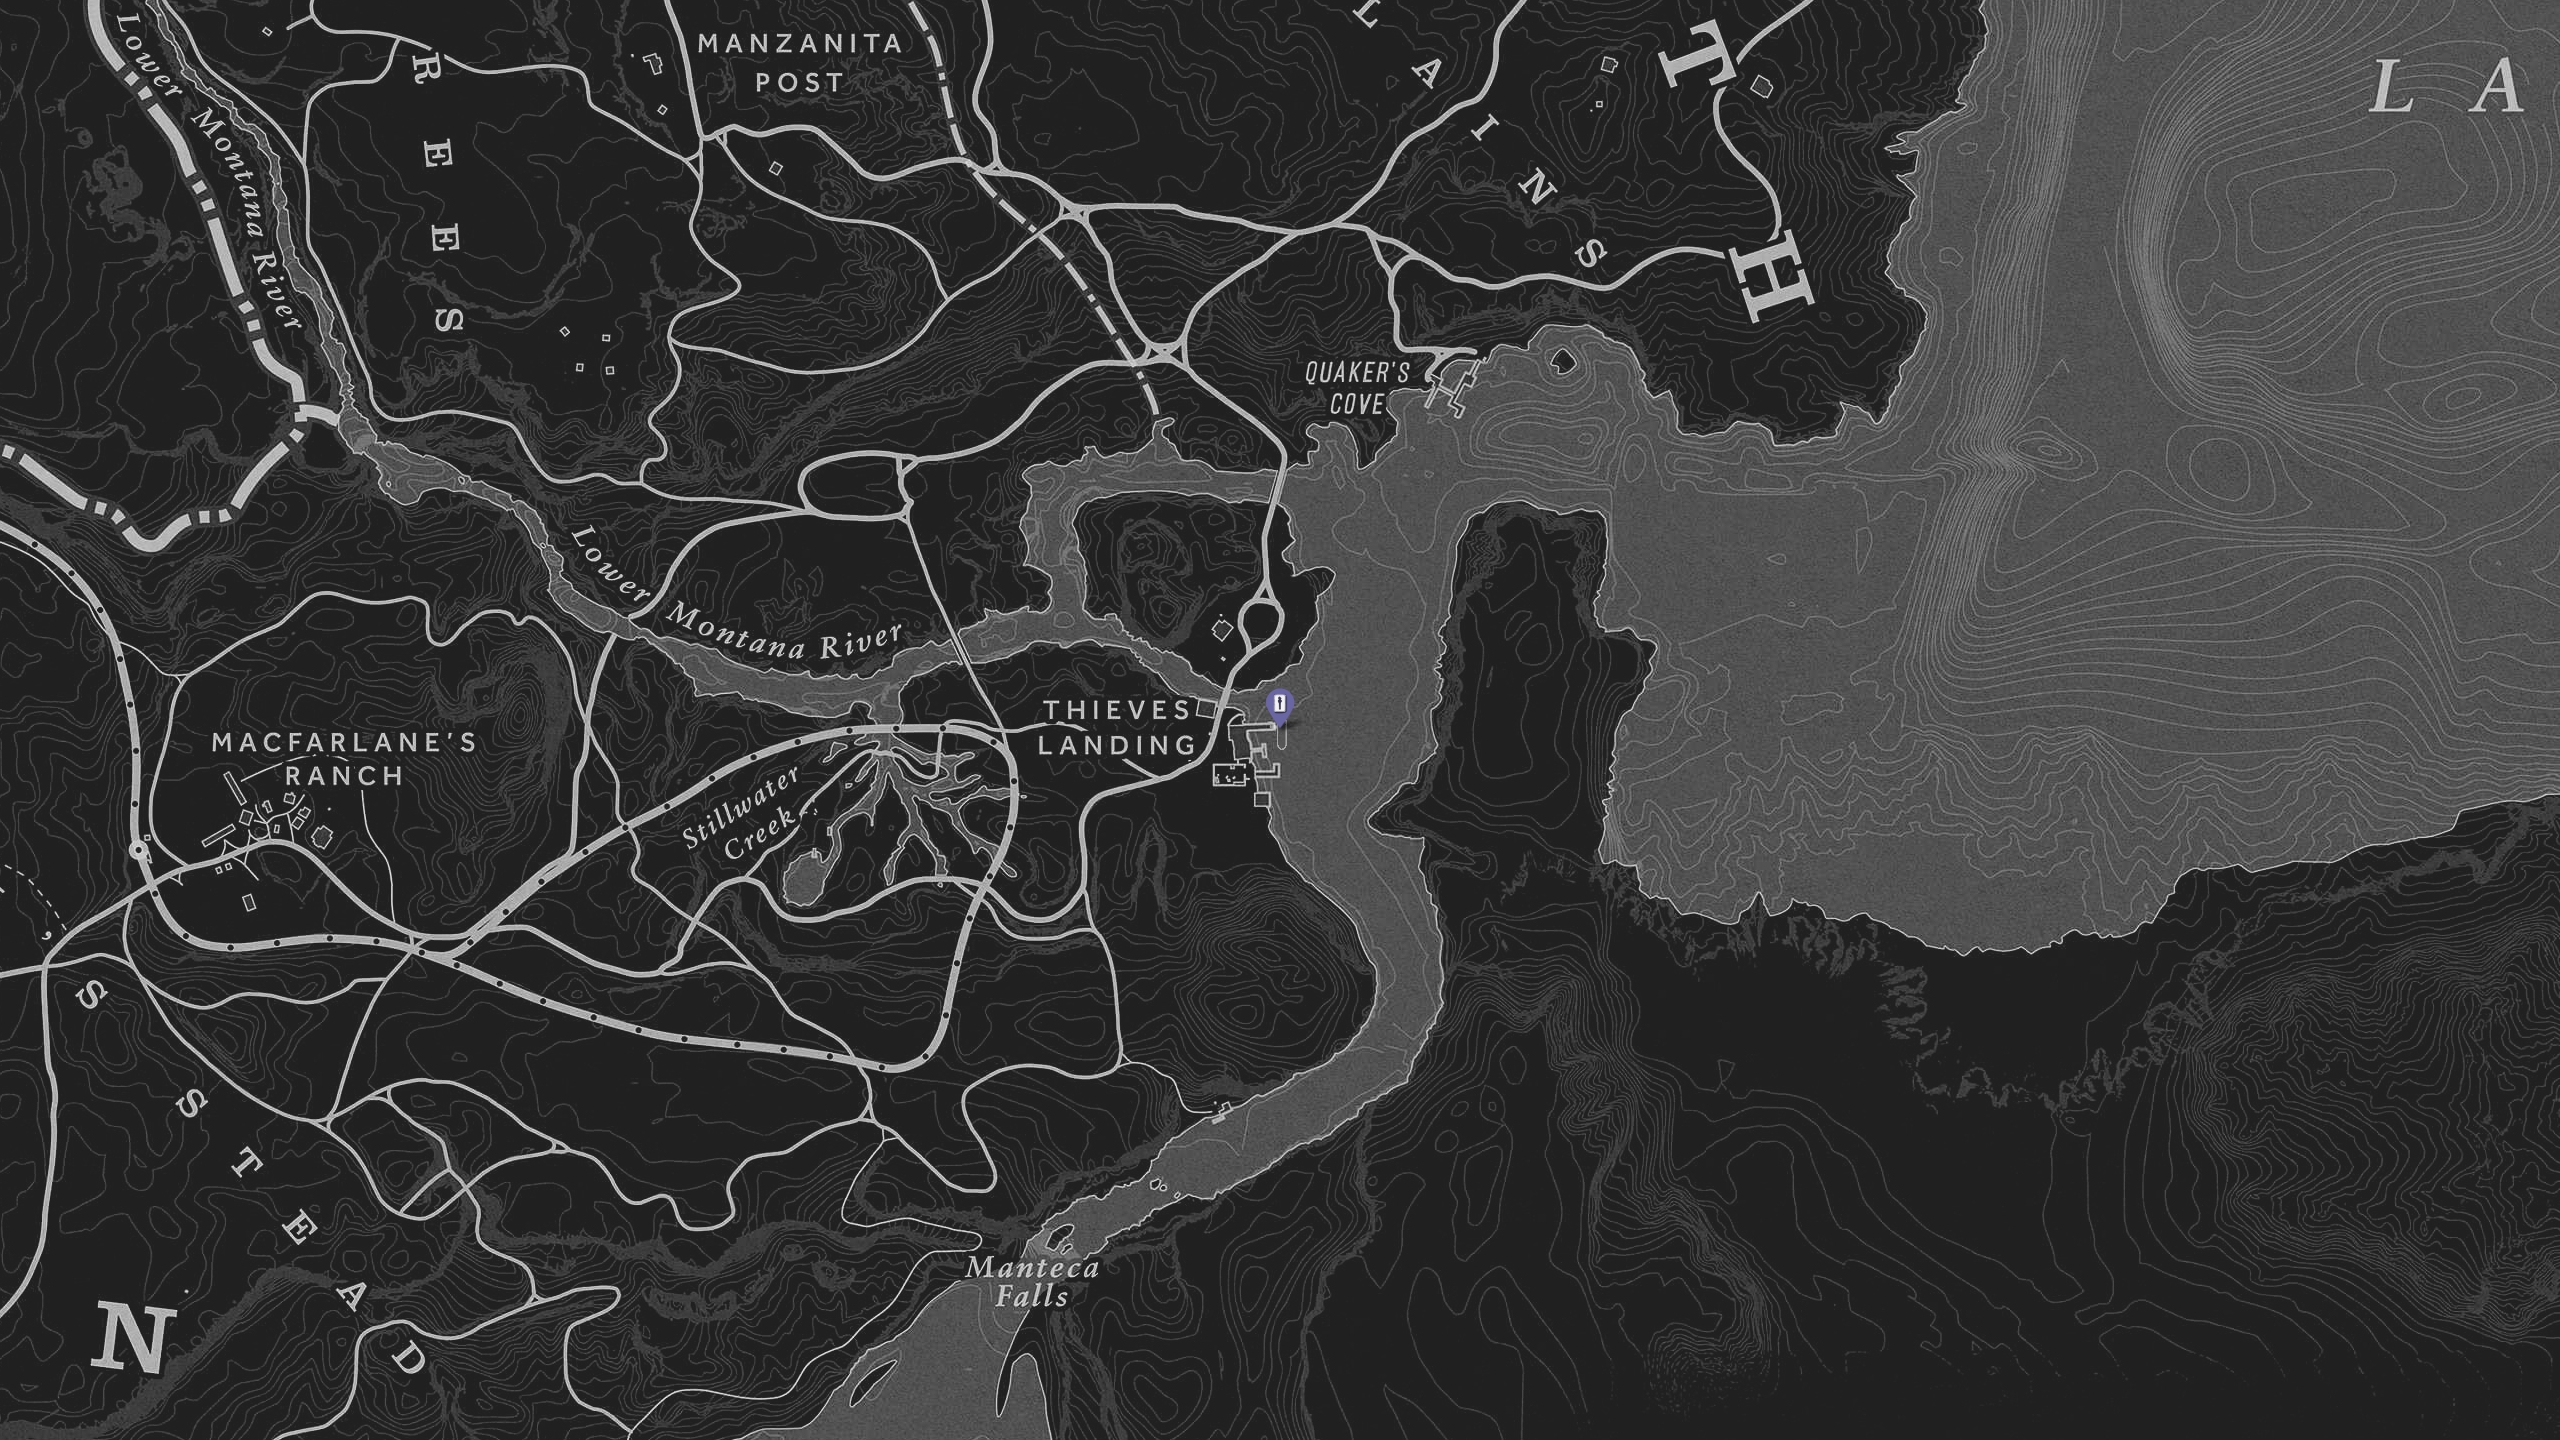 Lower Montana River
MANZANITA
POST
L A I N S
T H
L A
R E E S
QUAKER'S
COVE
Lower Montana River
THIEVES
LANDING
MACFARLANE'S
RANCH
Stillwater
Creek
S T E A D
N
Manteca
Falls